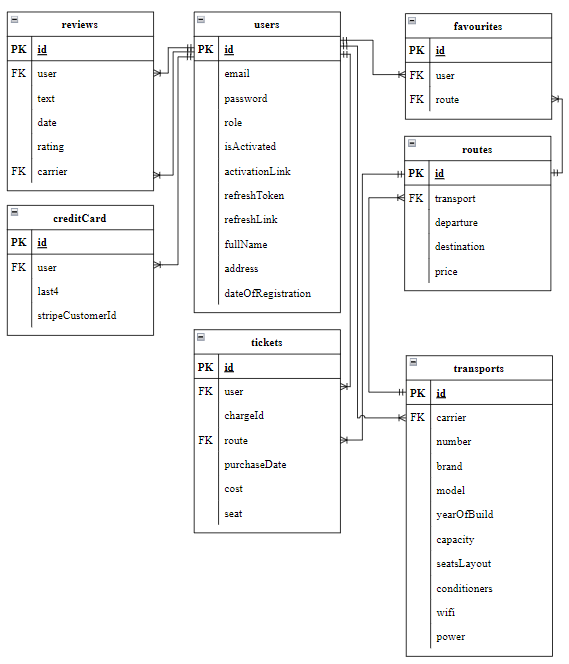 reviews
PK id
FK user
text
date
rating
FK carrier
creditCard
PK id
FK user
last4
stripeCustomerId
users
PK id
email
password
role
isActivated
activationLink
refreshToken
refreshLink
fullName
address
dateOfRegistration
tickets
PK id
FK user
chargeId
FK route
purchaseDate
cost
seat
favourites
PK id
FK user
FK route
routes
PK id
FK transport
departure
destination
price
transports
PK id
FK carrier
number
brand
model
yearOfBuild
capacity
seatsLayout
conditioners
wifi
power